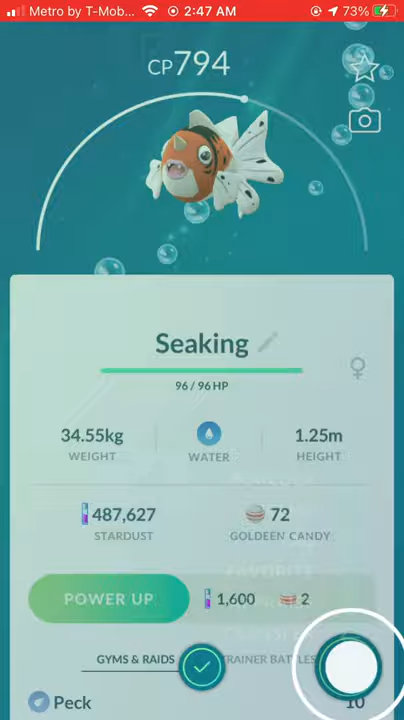 Metro by T-Mob... 2:47 AM 73%
CP794
Seaking
96 / 96 HP
34.55kg 1.25m
WEIGHT WATER HEIGHT
487,627 72
STARDUST GOLDEEN CANDY
POWER UP 1,600 2
GYMS & RAIDS TRAINER BATTLES
Peck 10